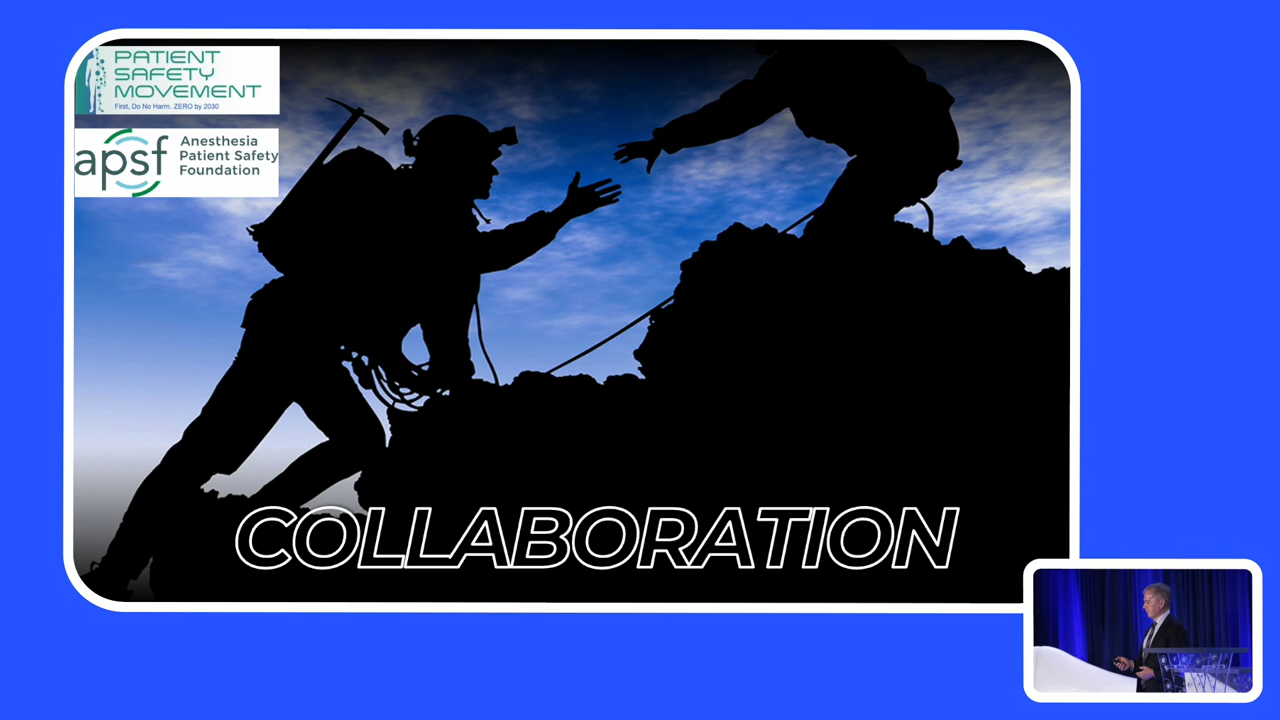 PATIENT
SAFETY
MOVEMENT
First, Do No Harm. ZERO by 2030
apsf
Anesthesia
Patient Safety
Foundation
COLLABORATION